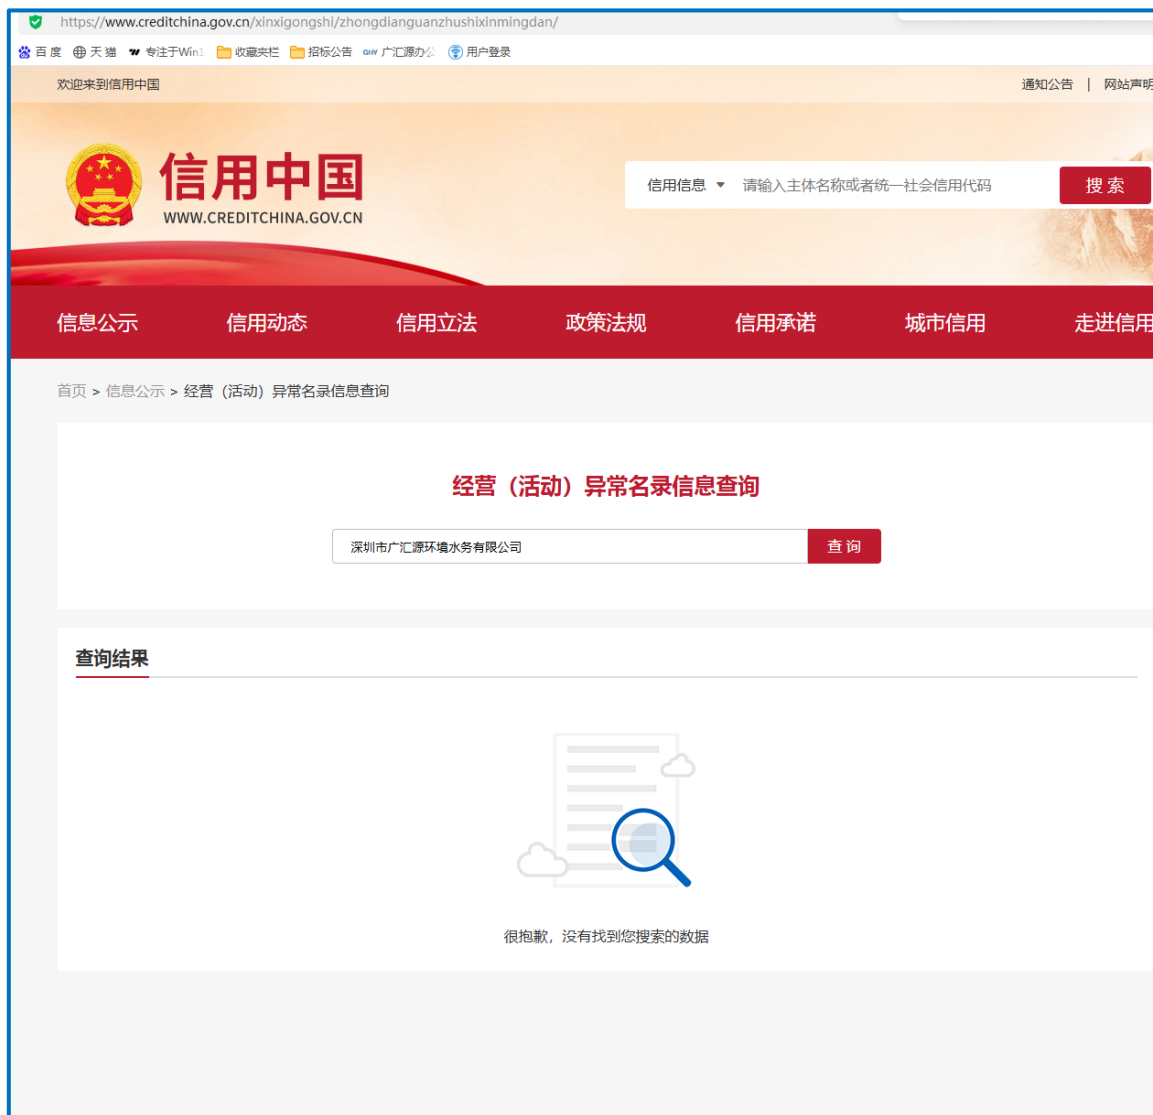 https://www.creditchina.gov.cn/xinxigongshi/zhongdianguanzhushixinmingdan/
百度 天猫 专注于Win1 收藏夹栏 招标公告 GHY 广汇源办公 用户登录
欢迎来到信用中国 通知公告 | 网站声明
信用中国
WWW.CREDITCHINA.GOV.CN
信用信息 请输入主体名称或者统一社会信用代码 搜索
信息公示 信用动态 信用立法 政策法规 信用承诺 城市信用 走进信用
首页 > 信息公示 > 经营（活动）异常名录信息查询
经营（活动）异常名录信息查询
深圳市广汇源环境水务有限公司 查询
查询结果
很抱歉，没有找到您搜索的数据